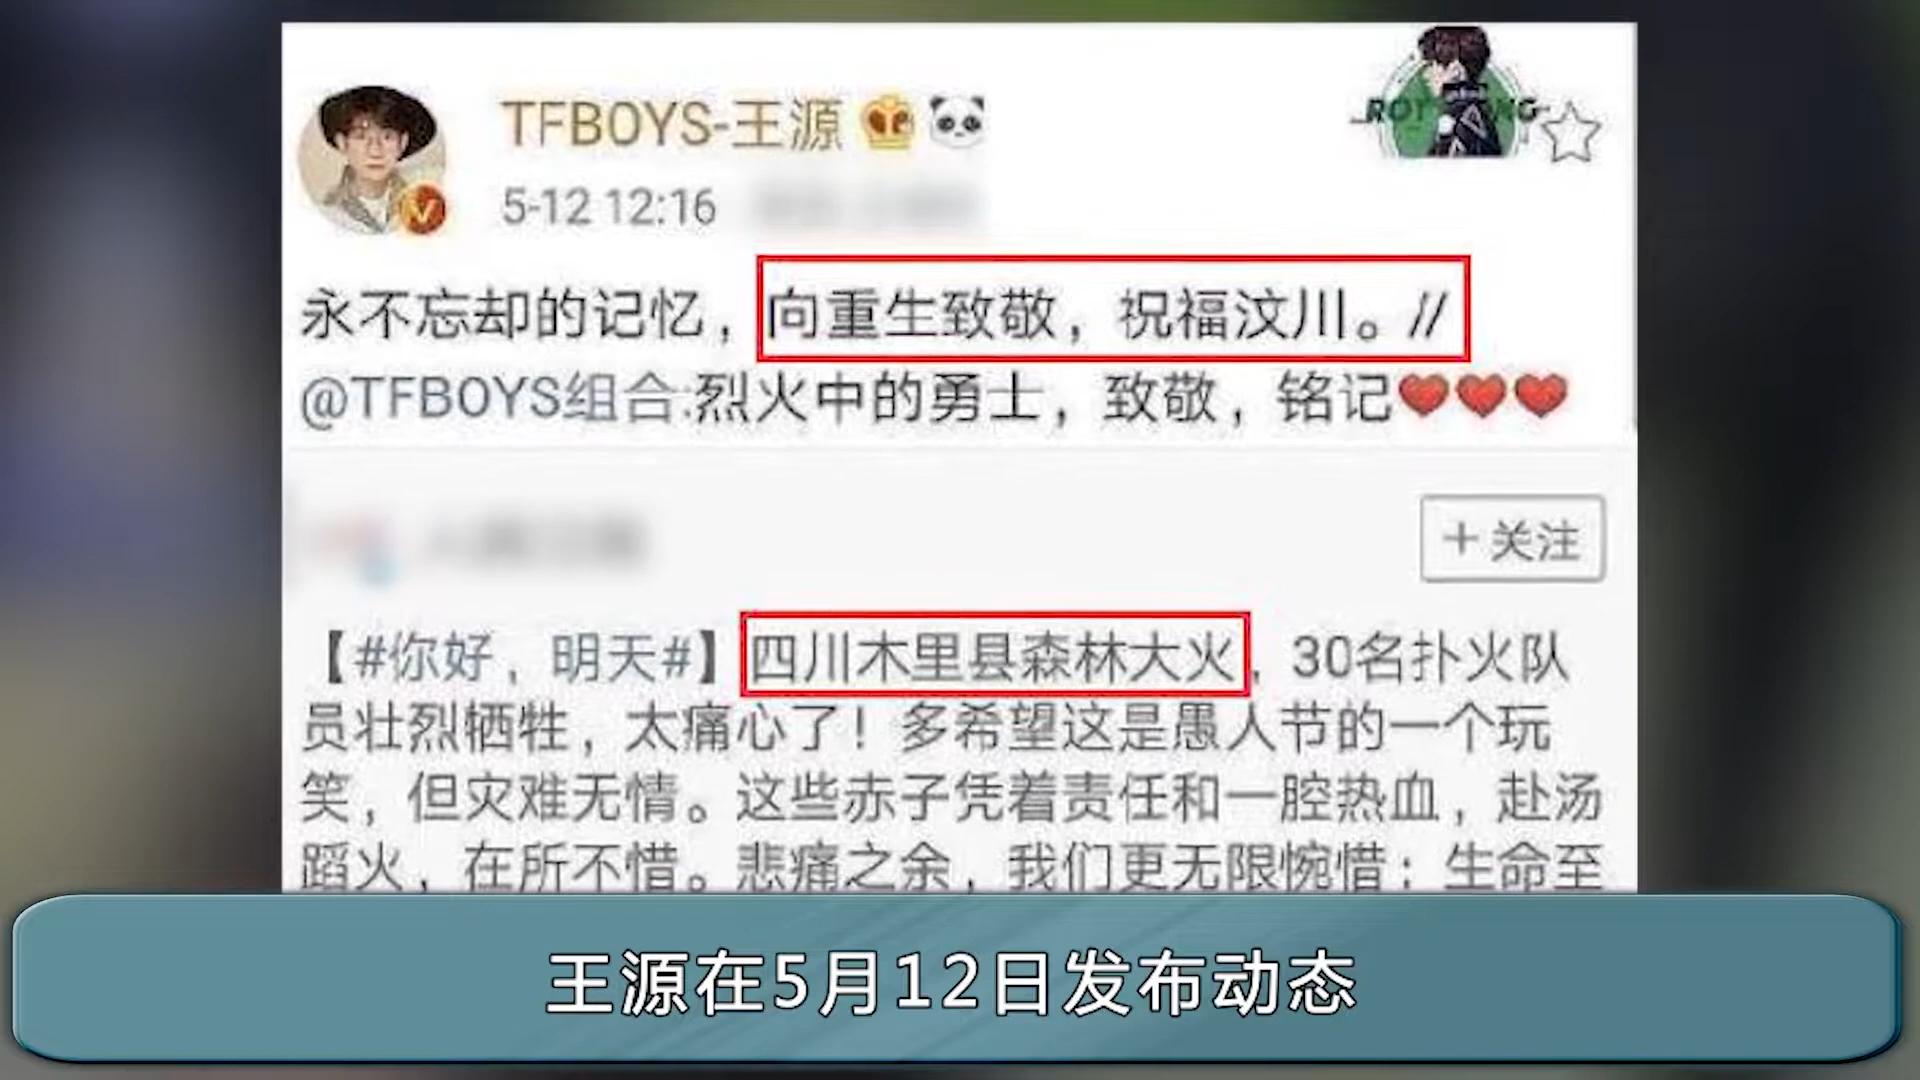 TFBOYS-王源
5-12 12:16
永不忘却的记忆，向重生致敬，祝福汶川。//
@TFBOYS组合:烈火中的勇士，致敬，铭记
+关注
【#你好，明天#】四川木里县森林大火，30名扑火队
员壮烈牺牲，太痛心了！多希望这是愚人节的一个玩
笑，但灾难无情。这些赤子凭着责任和一腔热血，赴汤
蹈火，在所不惜。悲痛之余，我们更无限惋惜：生命至
王源在5月12日发布动态